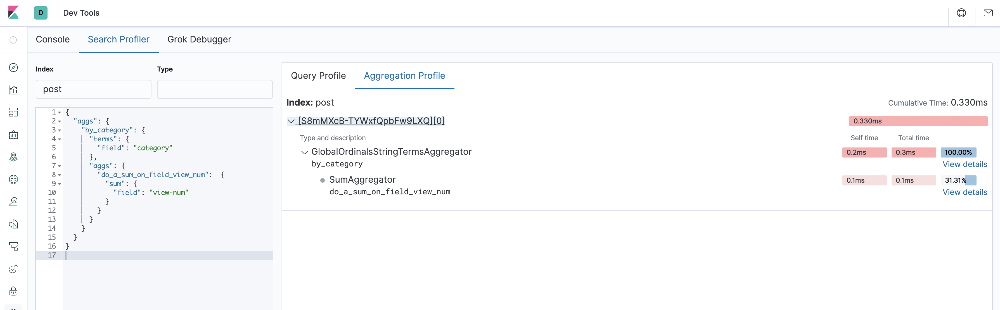 D Dev Tools
Console Search Profiler Grok Debugger
Index Type
post
1 {
2 "aggs": {
3 "by_category": {
4 "terms": {
5 "field": "category"
6 },
7 "aggs": {
8 "do_a_sum_on_field_view_num":  {
9 "sum": {
10 "field": "view-num"
11 }
12 }
13 }
14 }
15 }
16 }
17
Query Profile Aggregation Profile
Index: post Cumulative Time: 0.330ms
[S8mMXcB-TYWxfQpbFw9LXQ][0] 0.330ms
Type and description Self time Total time
GlobalOrdinalsStringTermsAggregator 0.2ms 0.3ms 100.00%
by_category View details
SumAggregator 0.1ms 0.1ms 31.31%
do_a_sum_on_field_view_num View details